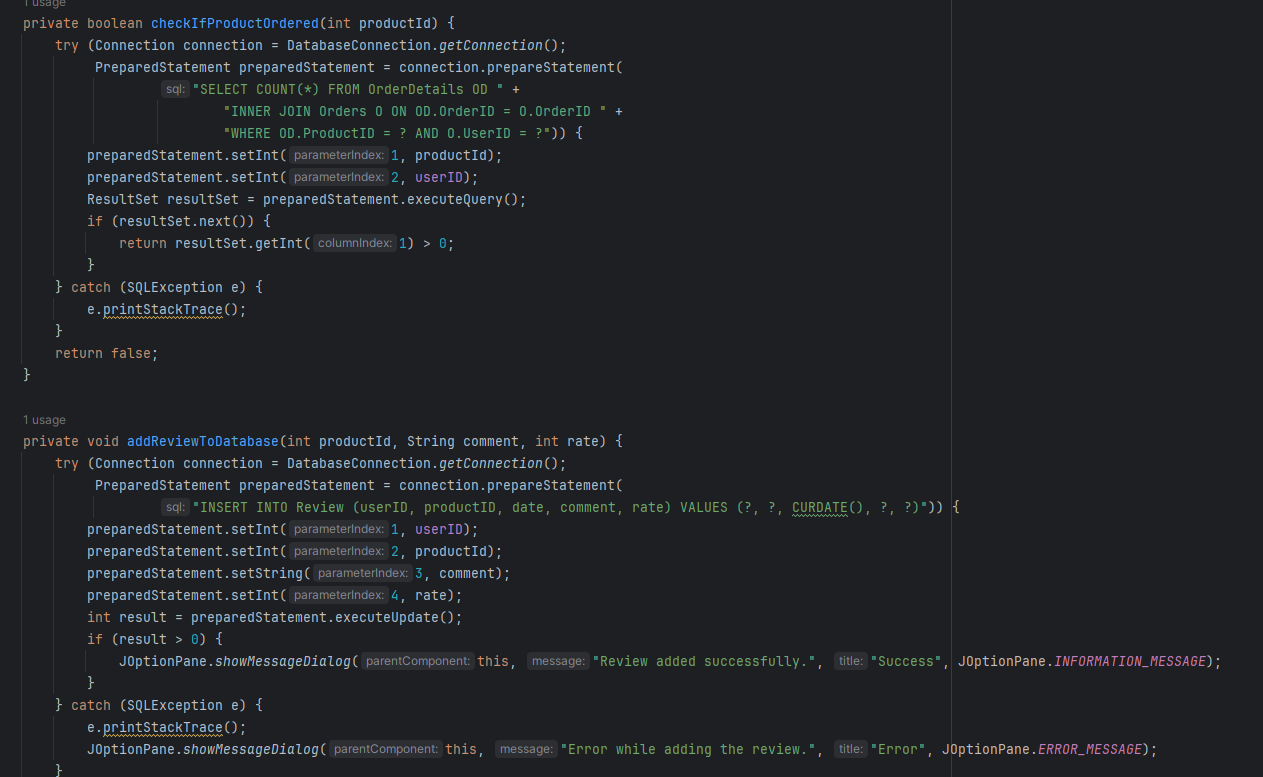 1 usage
private boolean checkIfProductOrdered(int productId) {
try (Connection connection = DatabaseConnection.getConnection();
PreparedStatement preparedStatement = connection.prepareStatement(
sql: "SELECT COUNT(*) FROM OrderDetails OD " +
"INNER JOIN Orders O ON OD.OrderID = O.OrderID " +
"WHERE OD.ProductID = ? AND O.UserID = ?")) {
preparedStatement.setInt( parameterIndex: 1, productId);
preparedStatement.setInt( parameterIndex: 2, userID);
ResultSet resultSet = preparedStatement.executeQuery();
if (resultSet.next()) {
return resultSet.getInt( columnIndex: 1) > 0;
}
} catch (SQLException e) {
e.printStackTrace();
}
return false;
}
1 usage
private void addReviewToDatabase(int productId, String comment, int rate) {
try (Connection connection = DatabaseConnection.getConnection();
PreparedStatement preparedStatement = connection.prepareStatement(
sql: "INSERT INTO Review (userID, productID, date, comment, rate) VALUES (?, ?, CURDATE(), ?, ?)")) {
preparedStatement.setInt( parameterIndex: 1, userID);
preparedStatement.setInt( parameterIndex: 2, productId);
preparedStatement.setString( parameterIndex: 3, comment);
preparedStatement.setInt( parameterIndex: 4, rate);
int result = preparedStatement.executeUpdate();
if (result > 0) {
JOptionPane.showMessageDialog( parentComponent: this, message: "Review added successfully.", title: "Success", JOptionPane.INFORMATION_MESSAGE);
}
} catch (SQLException e) {
e.printStackTrace();
JOptionPane.showMessageDialog( parentComponent: this, message: "Error while adding the review.", title: "Error", JOptionPane.ERROR_MESSAGE);
}